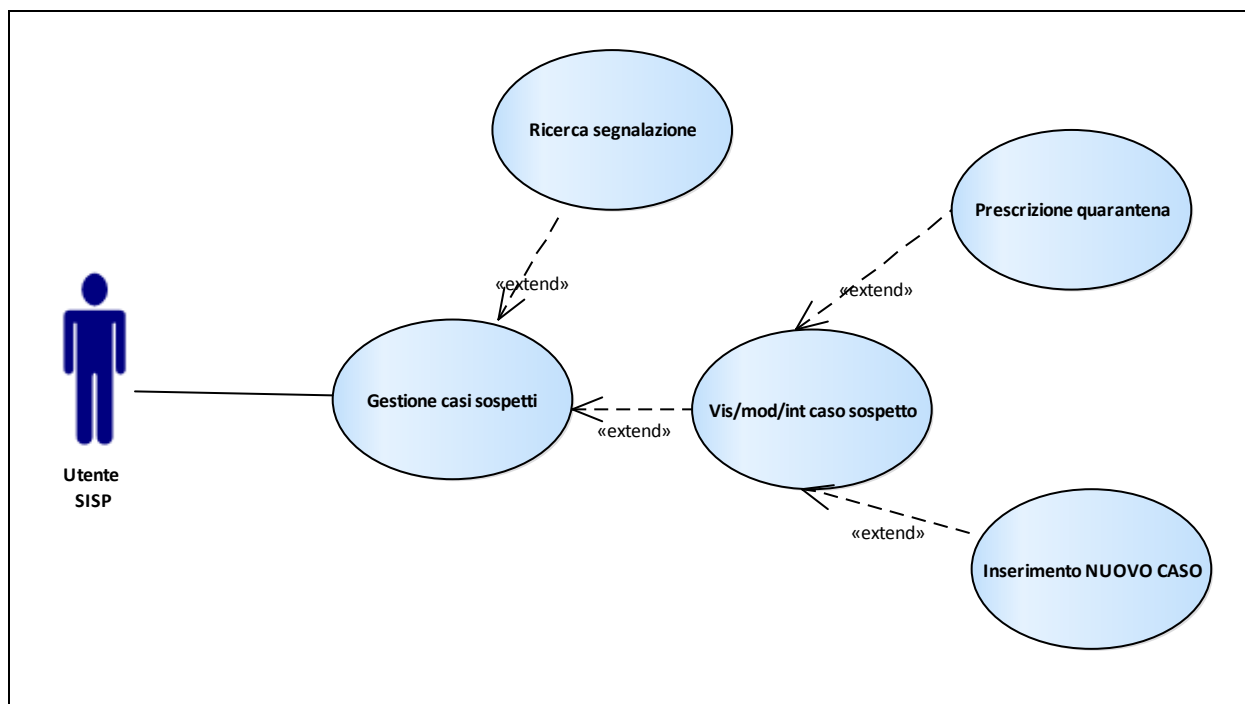 Ricerca segnalazione
Prescrizione quarantena
«extend»
«extend»
Gestione casi sospetti
Vis/mod/int caso sospetto
«extend»
Utente
SISP
«extend»
Inserimento NUOVO CASO